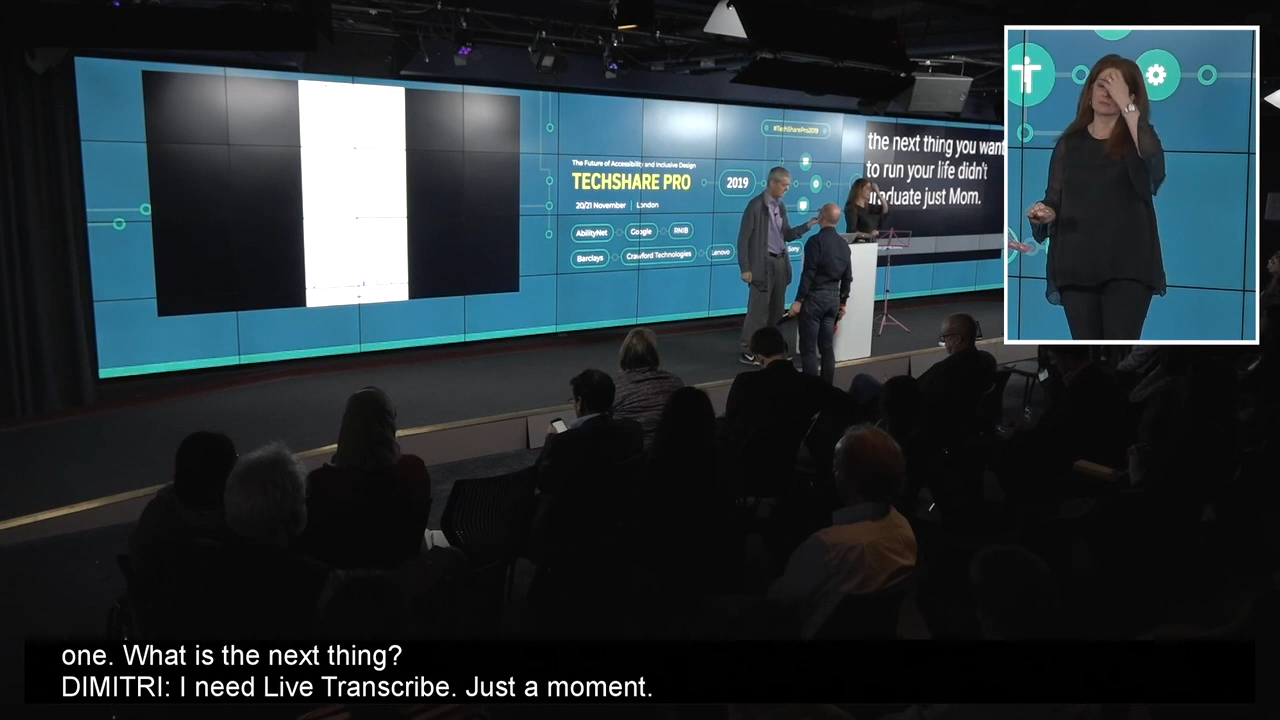 #TechSharePro2019
The Future of Accessibility and Inclusive Design
TECHSHARE PRO
2019
20/21 November | London
AbilityNet
Google
RNIB
Barclays
Crawford Technologies
Lenovo
Sony
the next thing you want
to run your life didn't
graduate just Mom.
one. What is the next thing?
DIMITRI: I need Live Transcribe. Just a moment.